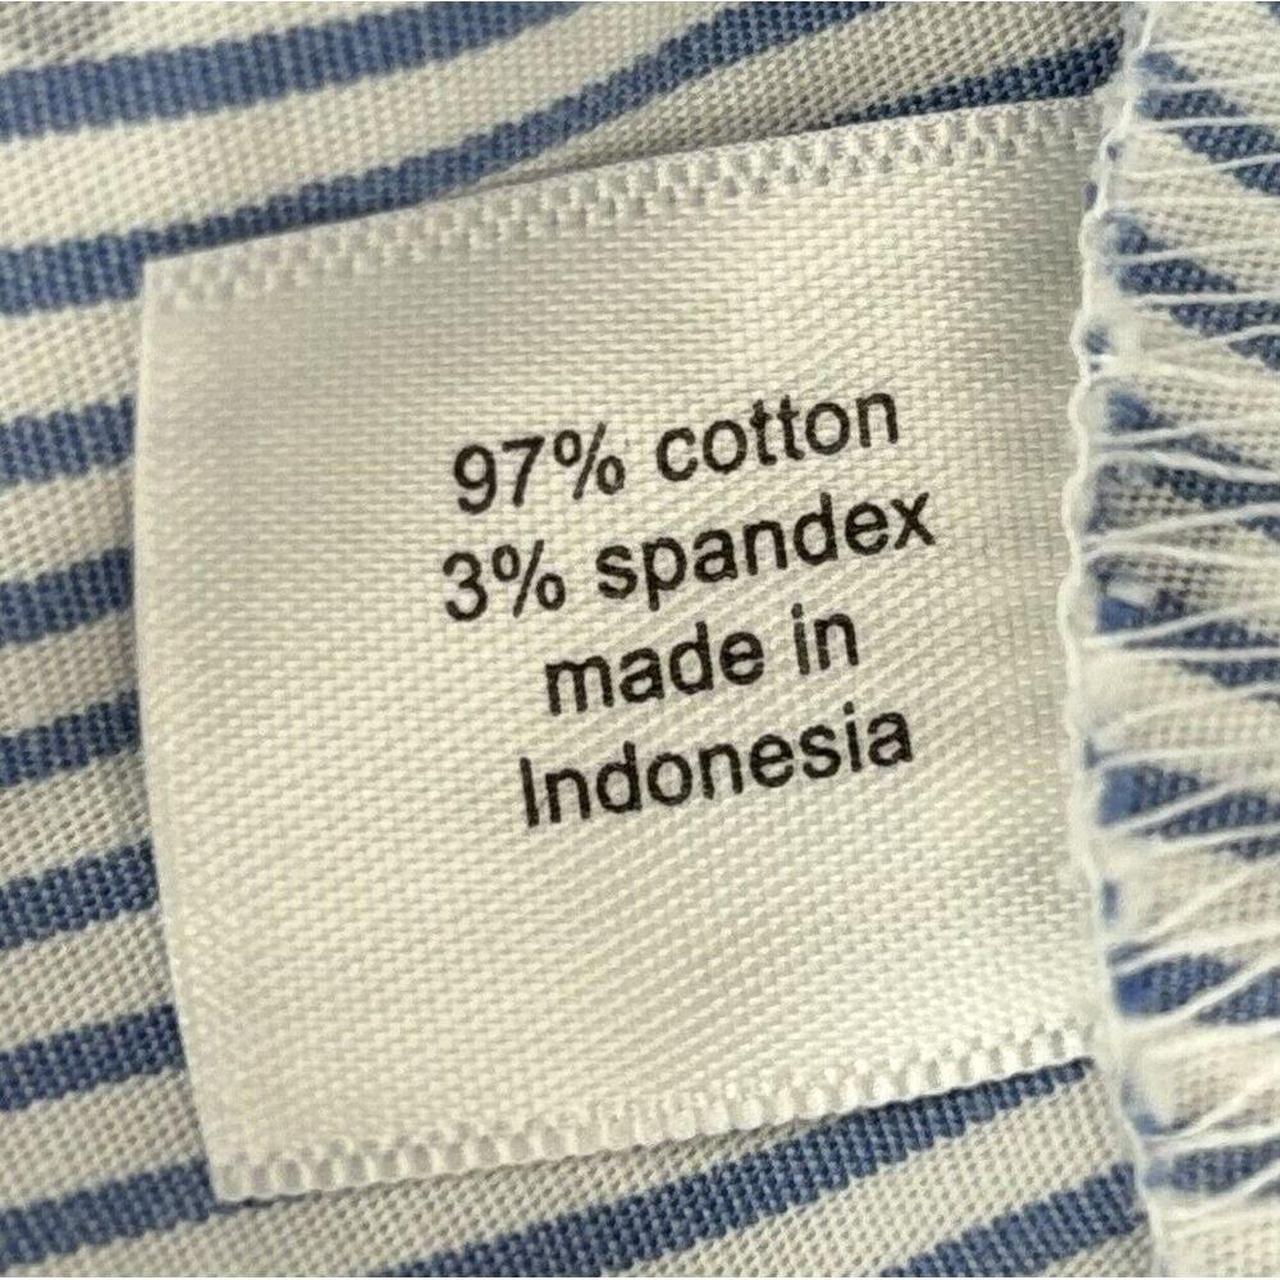 97% cotton
3% spandex
made in
Indonesia